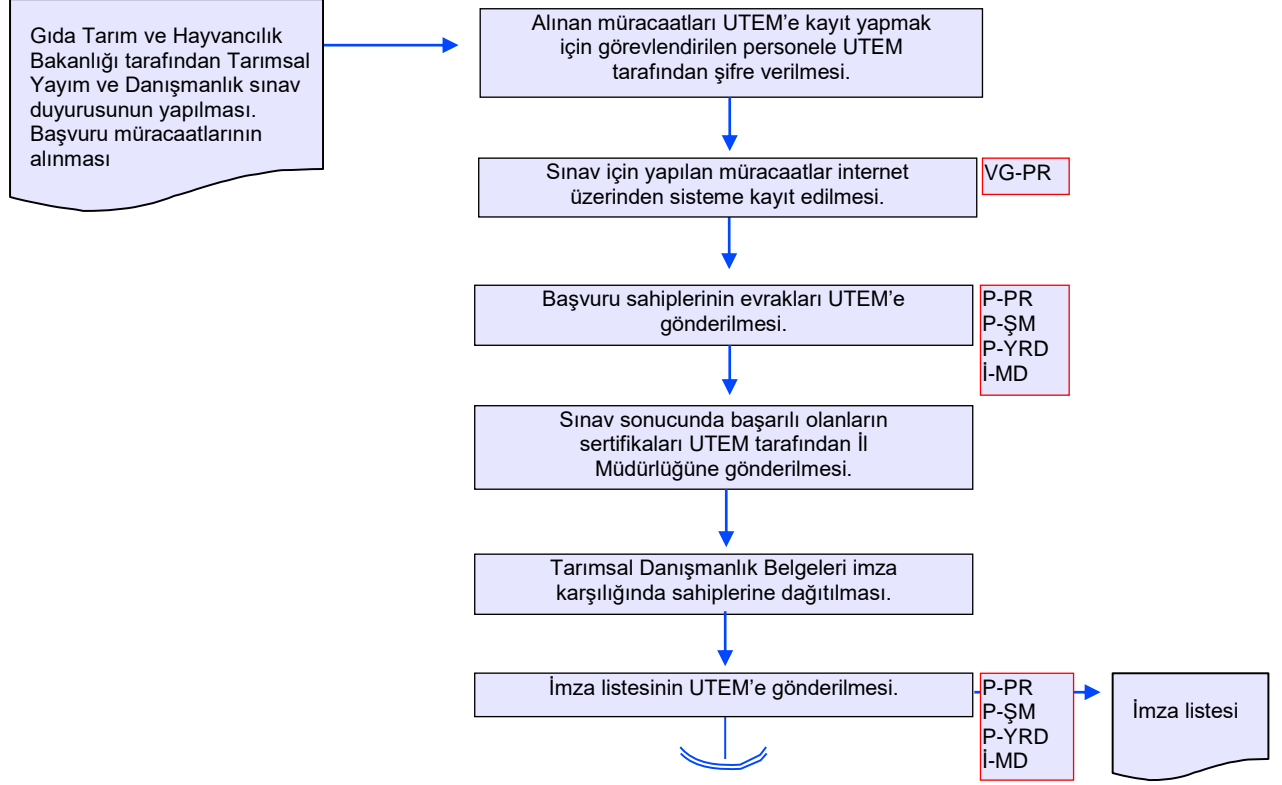 Gıda Tarım ve Hayvancılık
Bakanlığı tarafından Tarımsal
Yayım ve Danışmanlık sınav
duyurusunun yapılması.
Başvuru müracaatlarının
alınması
Alınan müracaatları UTEM’e kayıt yapmak
için görevlendirilen personele UTEM
tarafından şifre verilmesi.
Sınav için yapılan müracaatlar internet
üzerinden sisteme kayıt edilmesi.
VG-PR
Başvuru sahiplerinin evrakları UTEM’e
gönderilmesi.
P-PR
P-ŞM
P-YRD
İ-MD
Sınav sonucunda başarılı olanların
sertifikaları UTEM tarafından İl
Müdürlüğüne gönderilmesi.
Tarımsal Danışmanlık Belgeleri imza
karşılığında sahiplerine dağıtılması.
İmza listesinin UTEM’e gönderilmesi.
P-PR
P-ŞM
P-YRD
İ-MD
İmza listesi